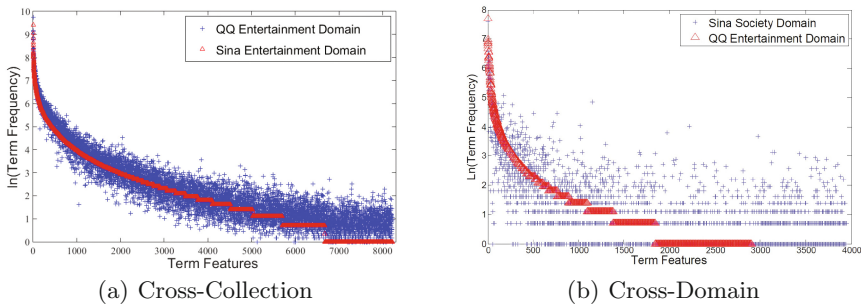 QQ Entertainment Domain
Sina Entertainment Domain
ln(Term Frequency)
10
9
8
7
6
5
4
3
2
1
0
0 1000 2000 3000 4000 5000 6000 7000 8000
Term Features
(a) Cross-Collection
Sina Society Domain
QQ Entertainment Domain
Ln(Term Frequency)
8
7
6
5
4
3
2
1
0
0 500 1000 1500 2000 2500 3000 3500 4000
Term Features
(b) Cross-Domain